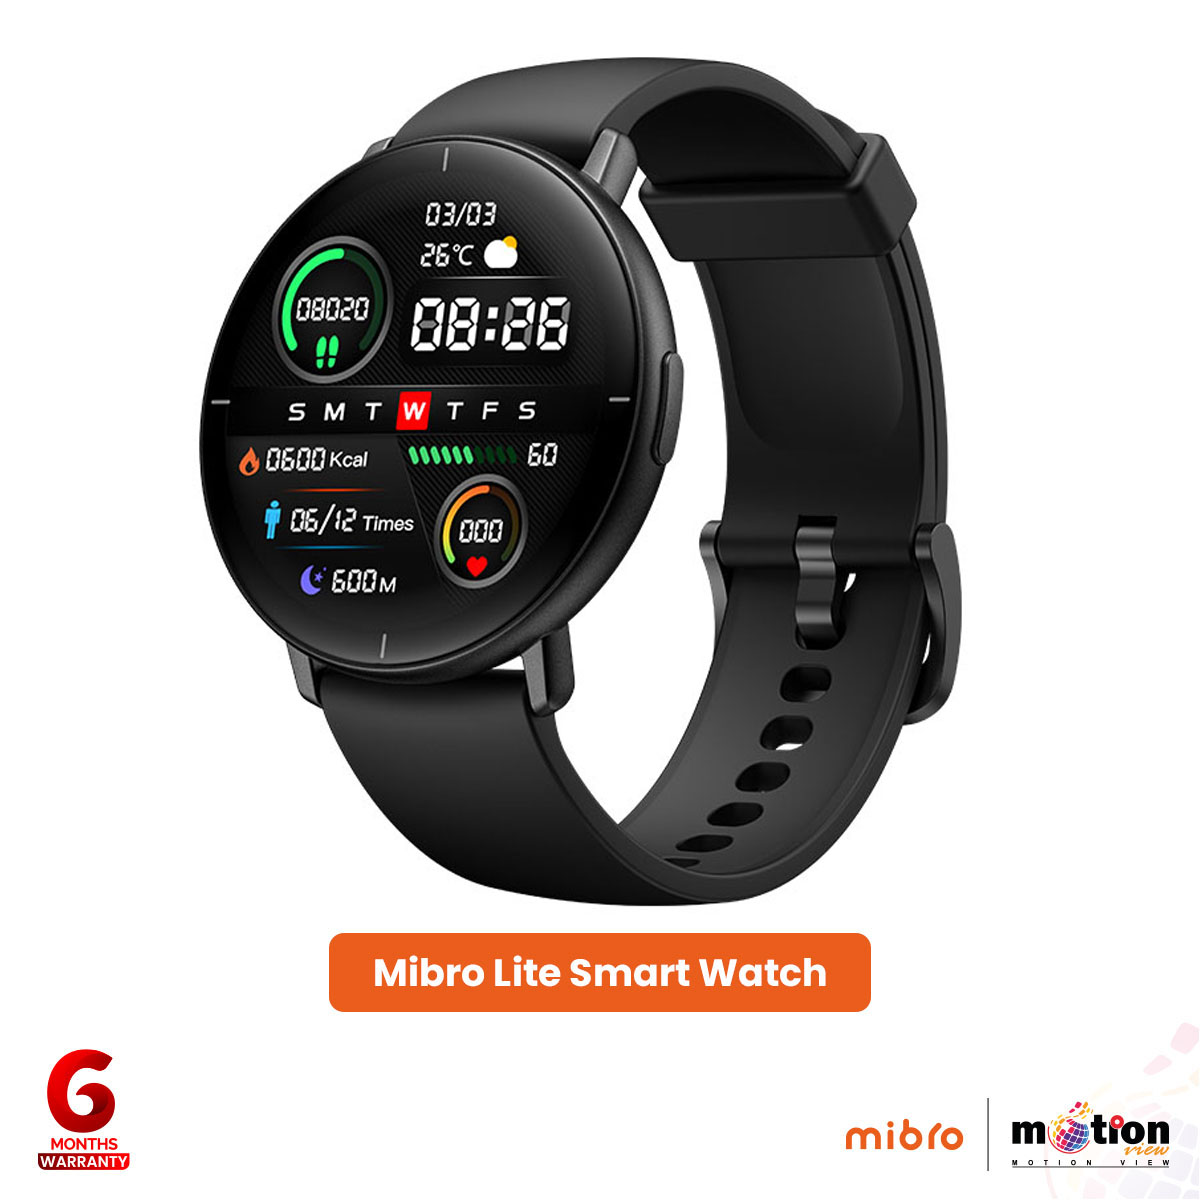 03/03
26°C
08020
08:26
S M T W T F S
0600 Kcal
60
06/12 Times
000
600M
Mibro Lite Smart Watch
6
MONTHS
WARRANTY
mibro
motion
view
MOTION VIEW